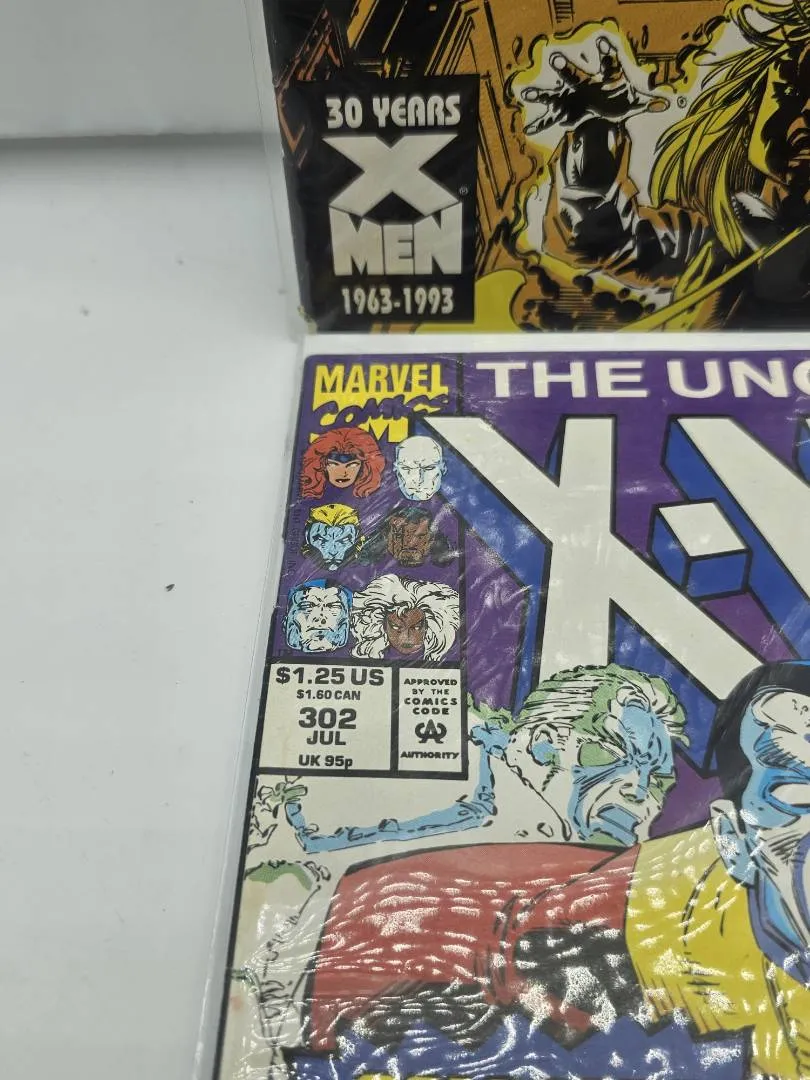 30 YEARS
X
MEN
1963-1993
MARVEL
COMICS
THE UNC
X-
$1.25 US
$1.60 CAN
302
JUL
UK 95p
APPROVED
BY THE
COMICS
CODE
CA
AUTHORITY